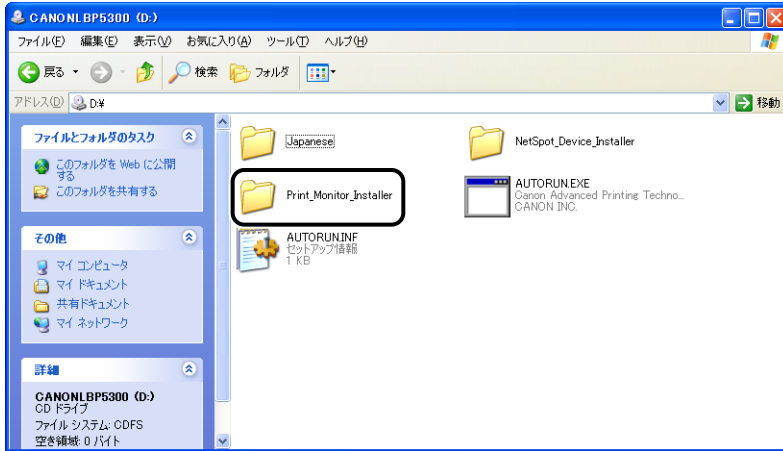 CANONLBP5300 (D:)
ファイル(F) 編集(E) 表示(V) お気に入り(A) ツール(T) ヘルプ(H)
戻る 検索 フォルダ
アドレス(D) D:¥ 移動
ファイルとフォルダのタスク
このフォルダを Web に公開
する
このフォルダを共有する
その他
マイ コンピュータ
マイ ドキュメント
共有ドキュメント
マイ ネットワーク
詳細
CANONLBP5300 (D:)
CD ドライブ
ファイル システム: CDFS
空き領域: 0 バイト
Japanese
NetSpot_Device_Installer
Print_Monitor_Installer
AUTORUN.EXE
Canon Advanced Printing Techno...
CANON INC.
AUTORUN.INF
セットアップ情報
1 KB